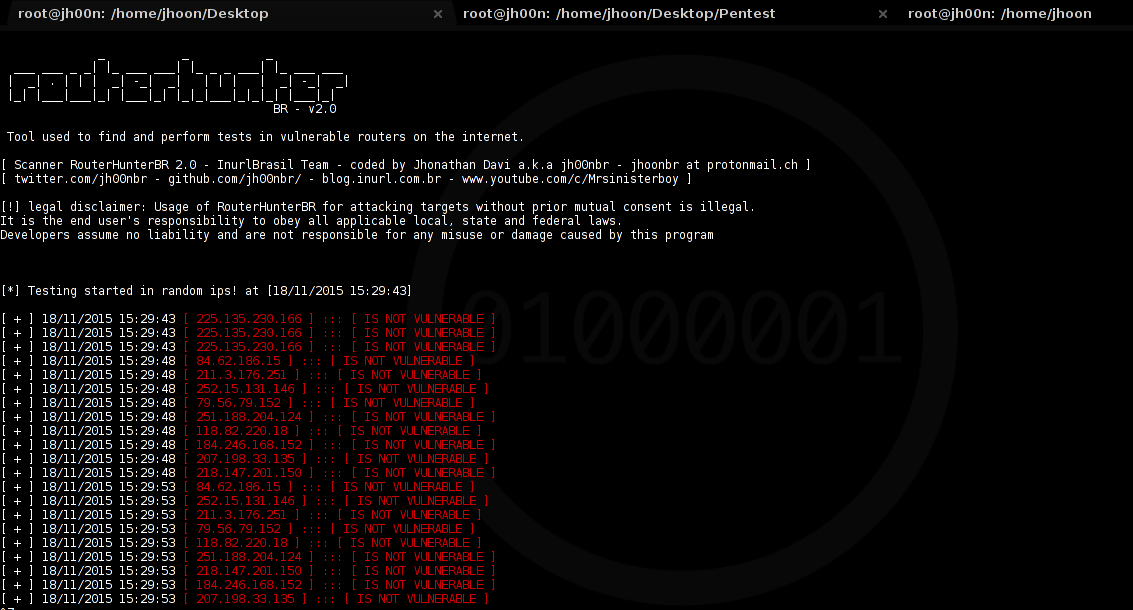 root@jh00n: /home/jhoon/Desktop × root@jh00n: /home/jhoon/Desktop/Pentest × root@jh00n: /home/jhoon
BR - v2.0
Tool used to find and perform tests in vulnerable routers on the internet.
[ Scanner RouterHunterBR 2.0 - InurlBrasil Team - coded by Jhonathan Davi a.k.a jh00nbr - jhoonbr at protonmail.ch ]
[ twitter.com/jh00nbr - github.com/jh00nbr/ - blog.inurl.com.br - www.youtube.com/c/Mrsinisterboy ]
[!] legal disclaimer: Usage of RouterHunterBR for attacking targets without prior mutual consent is illegal.
It is the end user's responsibility to obey all applicable local, state and federal laws.
Developers assume no liability and are not responsible for any misuse or damage caused by this program
[*] Testing started in random ips! at [18/11/2015 15:29:43]
01000001
[ + ] 18/11/2015 15:29:43 [ 225.135.230.166 ] ::: [ IS NOT VULNERABLE ]
[ + ] 18/11/2015 15:29:43 [ 225.135.230.166 ] ::: [ IS NOT VULNERABLE ]
[ + ] 18/11/2015 15:29:43 [ 225.135.230.166 ] ::: [ IS NOT VULNERABLE ]
[ + ] 18/11/2015 15:29:48 [ 84.62.186.15 ] ::: [ IS NOT VULNERABLE ]
[ + ] 18/11/2015 15:29:48 [ 211.3.176.251 ] ::: [ IS NOT VULNERABLE ]
[ + ] 18/11/2015 15:29:48 [ 252.15.131.146 ] ::: [ IS NOT VULNERABLE ]
[ + ] 18/11/2015 15:29:48 [ 79.56.79.152 ] ::: [ IS NOT VULNERABLE ]
[ + ] 18/11/2015 15:29:48 [ 251.188.204.124 ] ::: [ IS NOT VULNERABLE ]
[ + ] 18/11/2015 15:29:48 [ 118.82.220.18 ] ::: [ IS NOT VULNERABLE ]
[ + ] 18/11/2015 15:29:48 [ 184.246.168.152 ] ::: [ IS NOT VULNERABLE ]
[ + ] 18/11/2015 15:29:48 [ 207.198.33.135 ] ::: [ IS NOT VULNERABLE ]
[ + ] 18/11/2015 15:29:48 [ 218.147.201.150 ] ::: [ IS NOT VULNERABLE ]
[ + ] 18/11/2015 15:29:53 [ 84.62.186.15 ] ::: [ IS NOT VULNERABLE ]
[ + ] 18/11/2015 15:29:53 [ 252.15.131.146 ] ::: [ IS NOT VULNERABLE ]
[ + ] 18/11/2015 15:29:53 [ 211.3.176.251 ] ::: [ IS NOT VULNERABLE ]
[ + ] 18/11/2015 15:29:53 [ 79.56.79.152 ] ::: [ IS NOT VULNERABLE ]
[ + ] 18/11/2015 15:29:53 [ 118.82.220.18 ] ::: [ IS NOT VULNERABLE ]
[ + ] 18/11/2015 15:29:53 [ 251.188.204.124 ] ::: [ IS NOT VULNERABLE ]
[ + ] 18/11/2015 15:29:53 [ 218.147.201.150 ] ::: [ IS NOT VULNERABLE ]
[ + ] 18/11/2015 15:29:53 [ 184.246.168.152 ] ::: [ IS NOT VULNERABLE ]
[ + ] 18/11/2015 15:29:53 [ 207.198.33.135 ] ::: [ IS NOT VULNERABLE ]